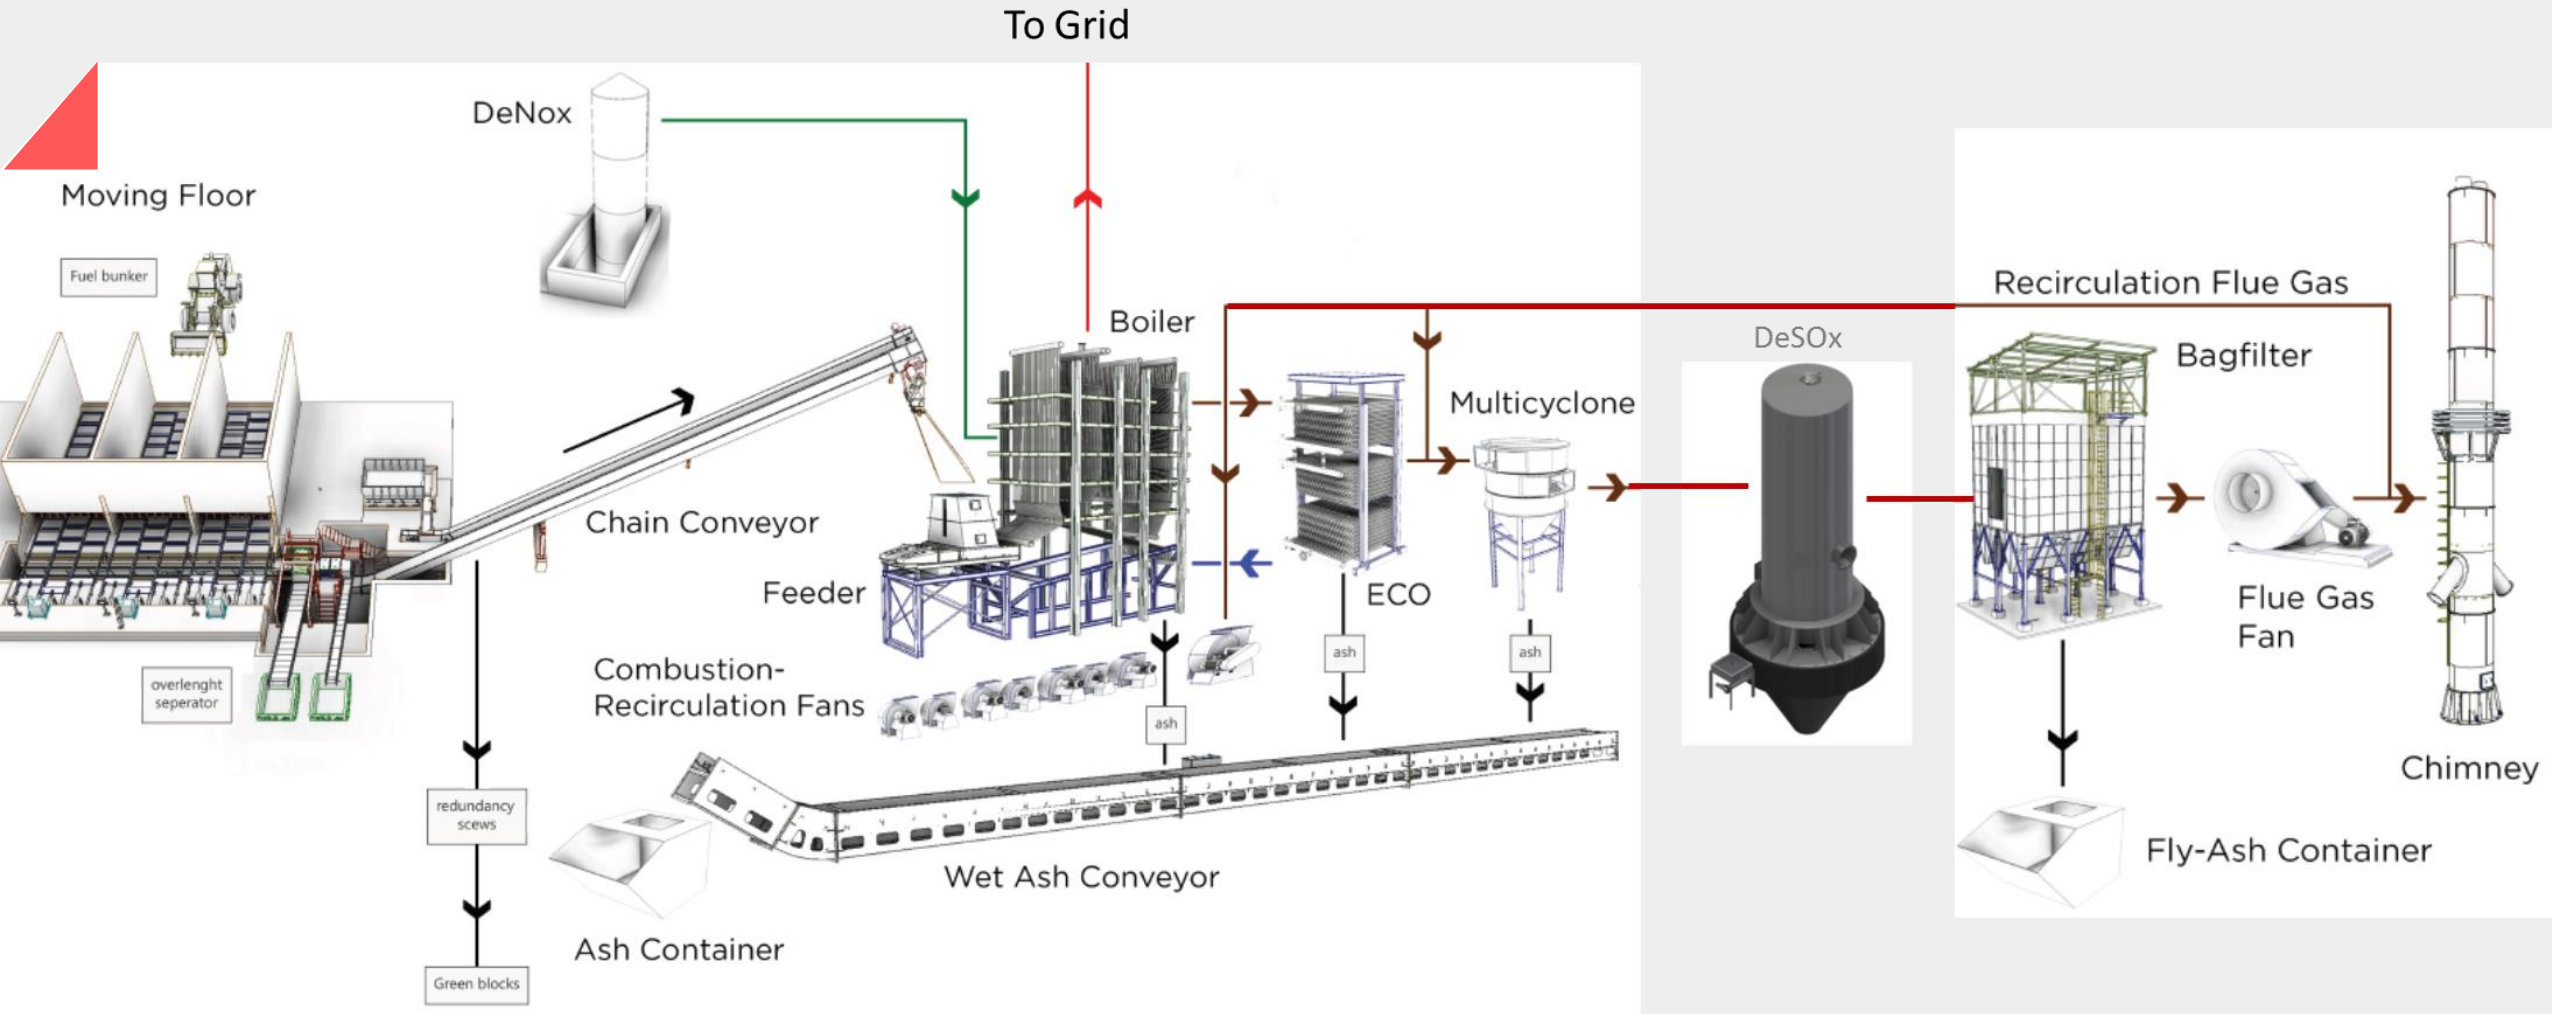 To Grid
DeNox
Moving Floor
Fuel bunker
Recirculation Flue Gas
Boiler
DeSOx
Bagfilter
Multicyclone
Chain Conveyor
Feeder
ECO
Flue Gas
Fan
ash
ash
Combustion-
Recirculation Fans
overlenght
seperator
ash
Chimney
redundancy
scews
Fly-Ash Container
Wet Ash Conveyor
Ash Container
Green blocks